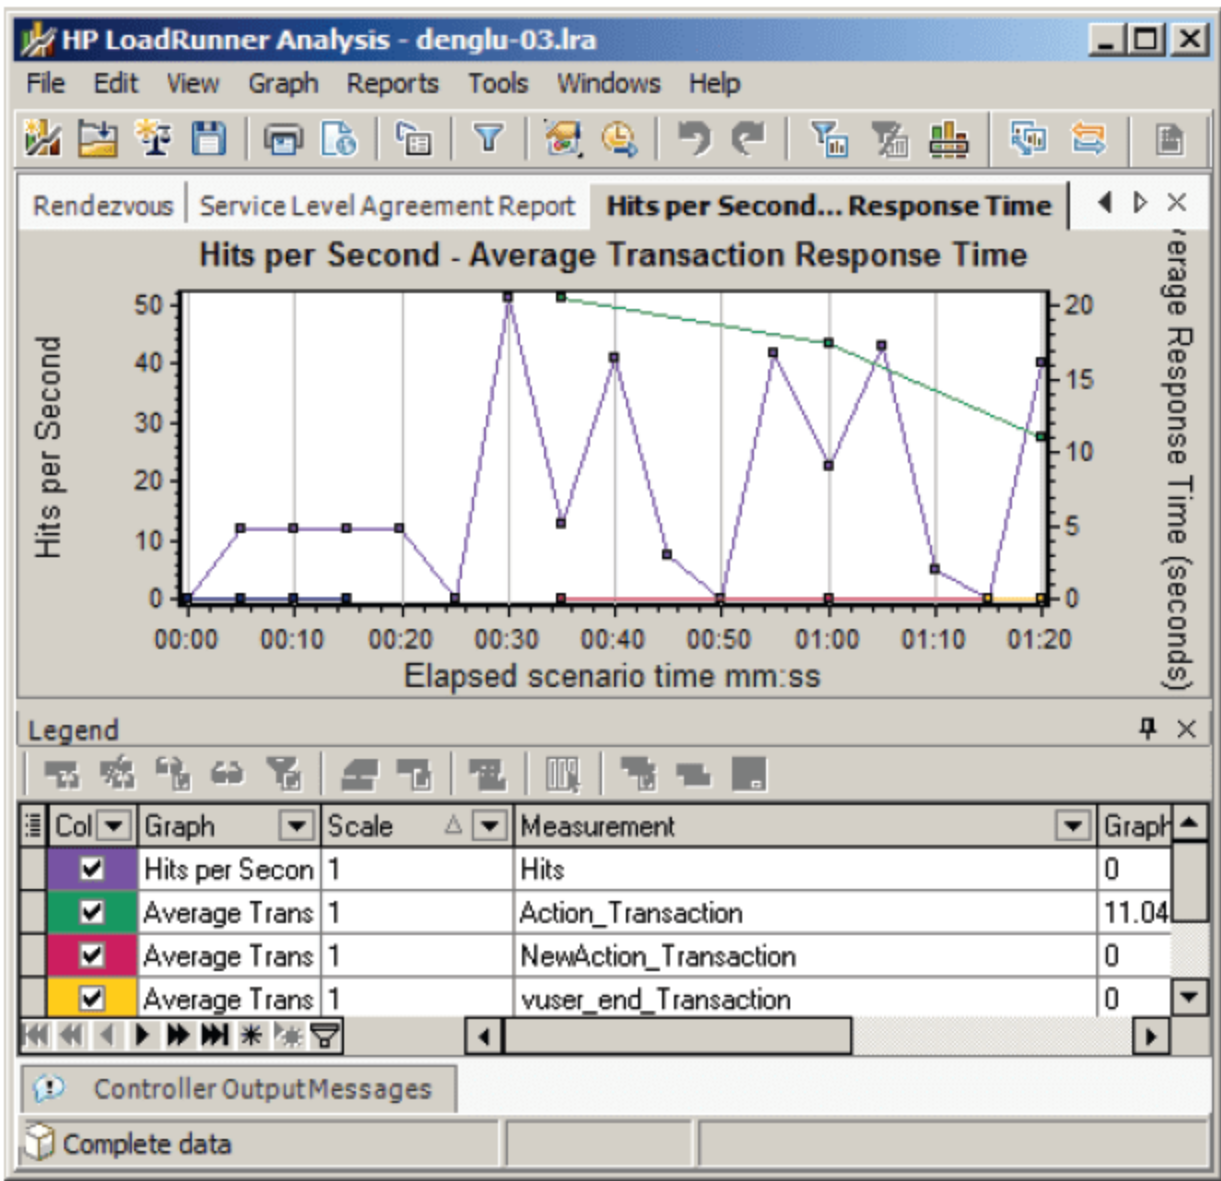 HP LoadRunner Analysis - denglu-03.lra
File Edit View Graph Reports Tools Windows Help
Rendezvous Service Level Agreement Report Hits per Second... Response Time
Hits per Second - Average Transaction Response Time
Hits per Second
50
40
30
20
10
0
20
15
10
5
0
erage Response Time (seconds)
00:00 00:10 00:20 00:30 00:40 00:50 01:00 01:10 01:20
Elapsed scenario time mm:ss
Legend
Col Graph Scale Measurement Graph
Hits per Secon 1 Hits 0
Average Trans 1 Action_Transaction 11.04
Average Trans 1 NewAction_Transaction 0
Average Trans 1 vuser_end_Transaction 0
Controller Output Messages
Complete data